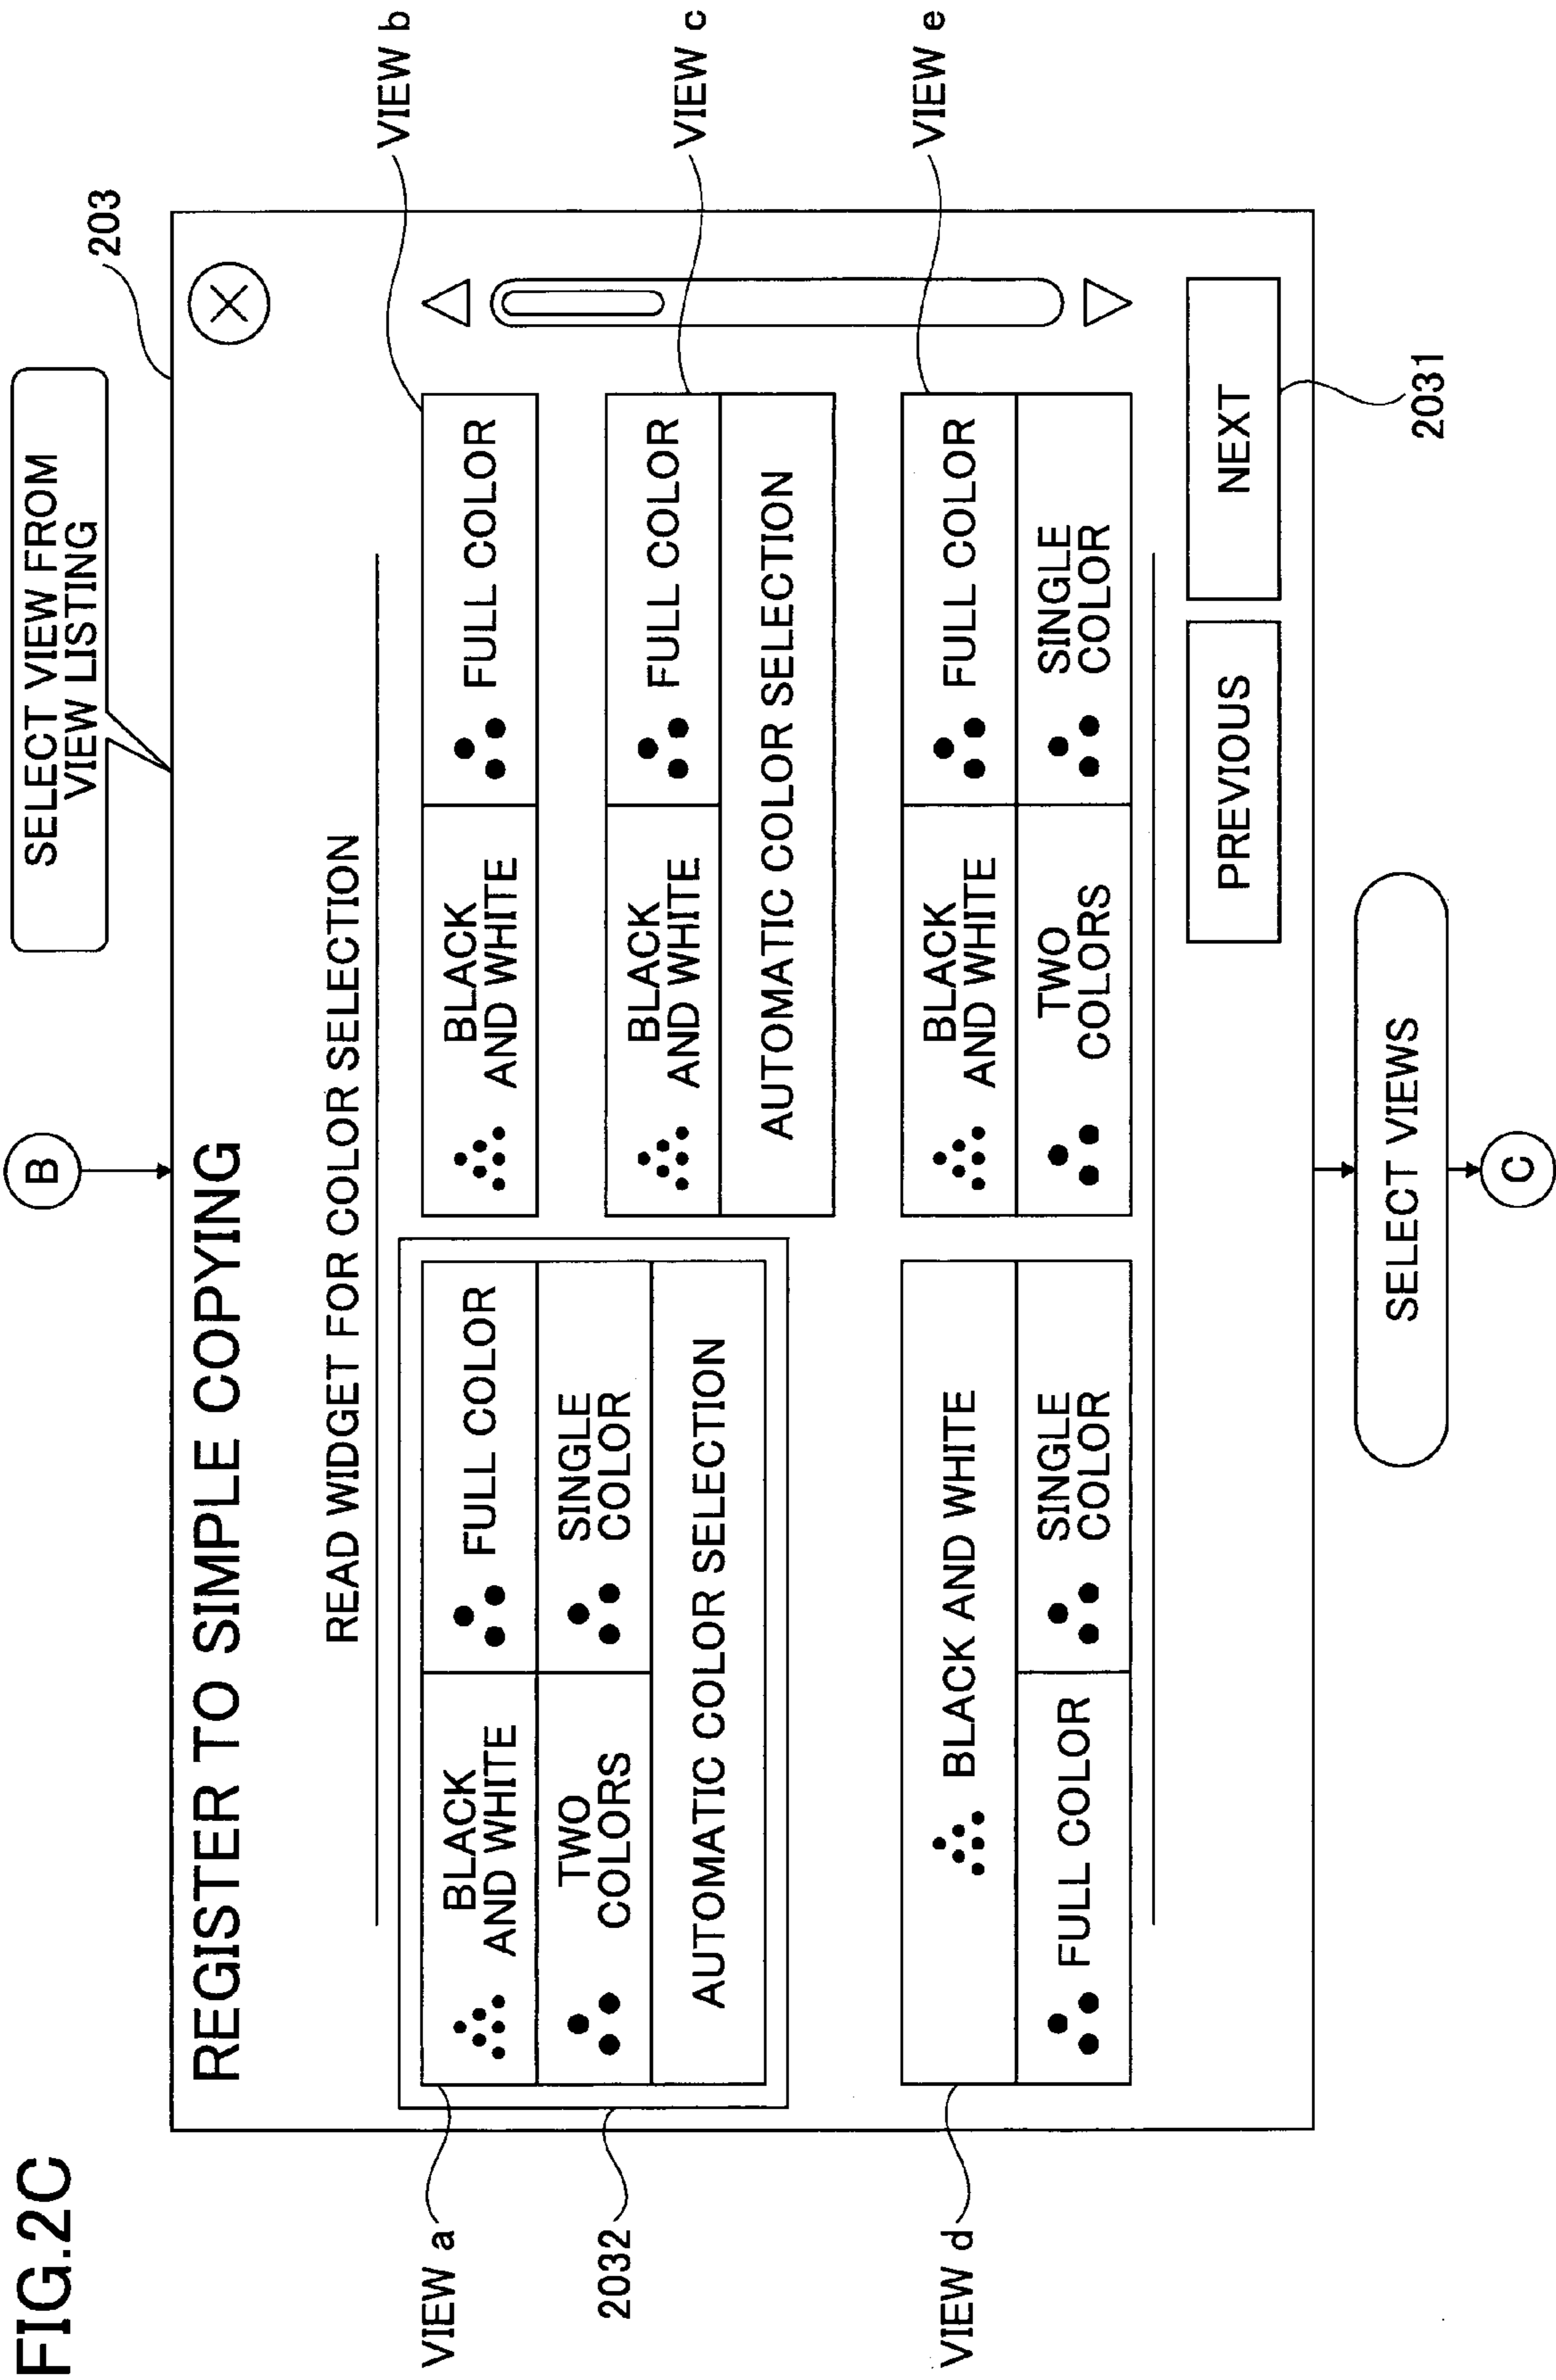 FIG.2C
B
SELECT VIEW FROM
VIEW LISTING
203
REGISTER TO SIMPLE COPYING
READ WIDGET FOR COLOR SELECTION
VIEW a
BLACK
AND WHITE
FULL COLOR
TWO
COLORS
SINGLE
COLOR
AUTOMATIC COLOR SELECTION
2032
VIEW b
BLACK
AND WHITE
FULL COLOR
VIEW c
BLACK
AND WHITE
FULL COLOR
AUTOMATIC COLOR SELECTION
VIEW d
BLACK AND WHITE
FULL COLOR
SINGLE
COLOR
VIEW e
BLACK
AND WHITE
FULL COLOR
TWO
COLORS
SINGLE
COLOR
PREVIOUS
NEXT
2031
SELECT VIEWS
C